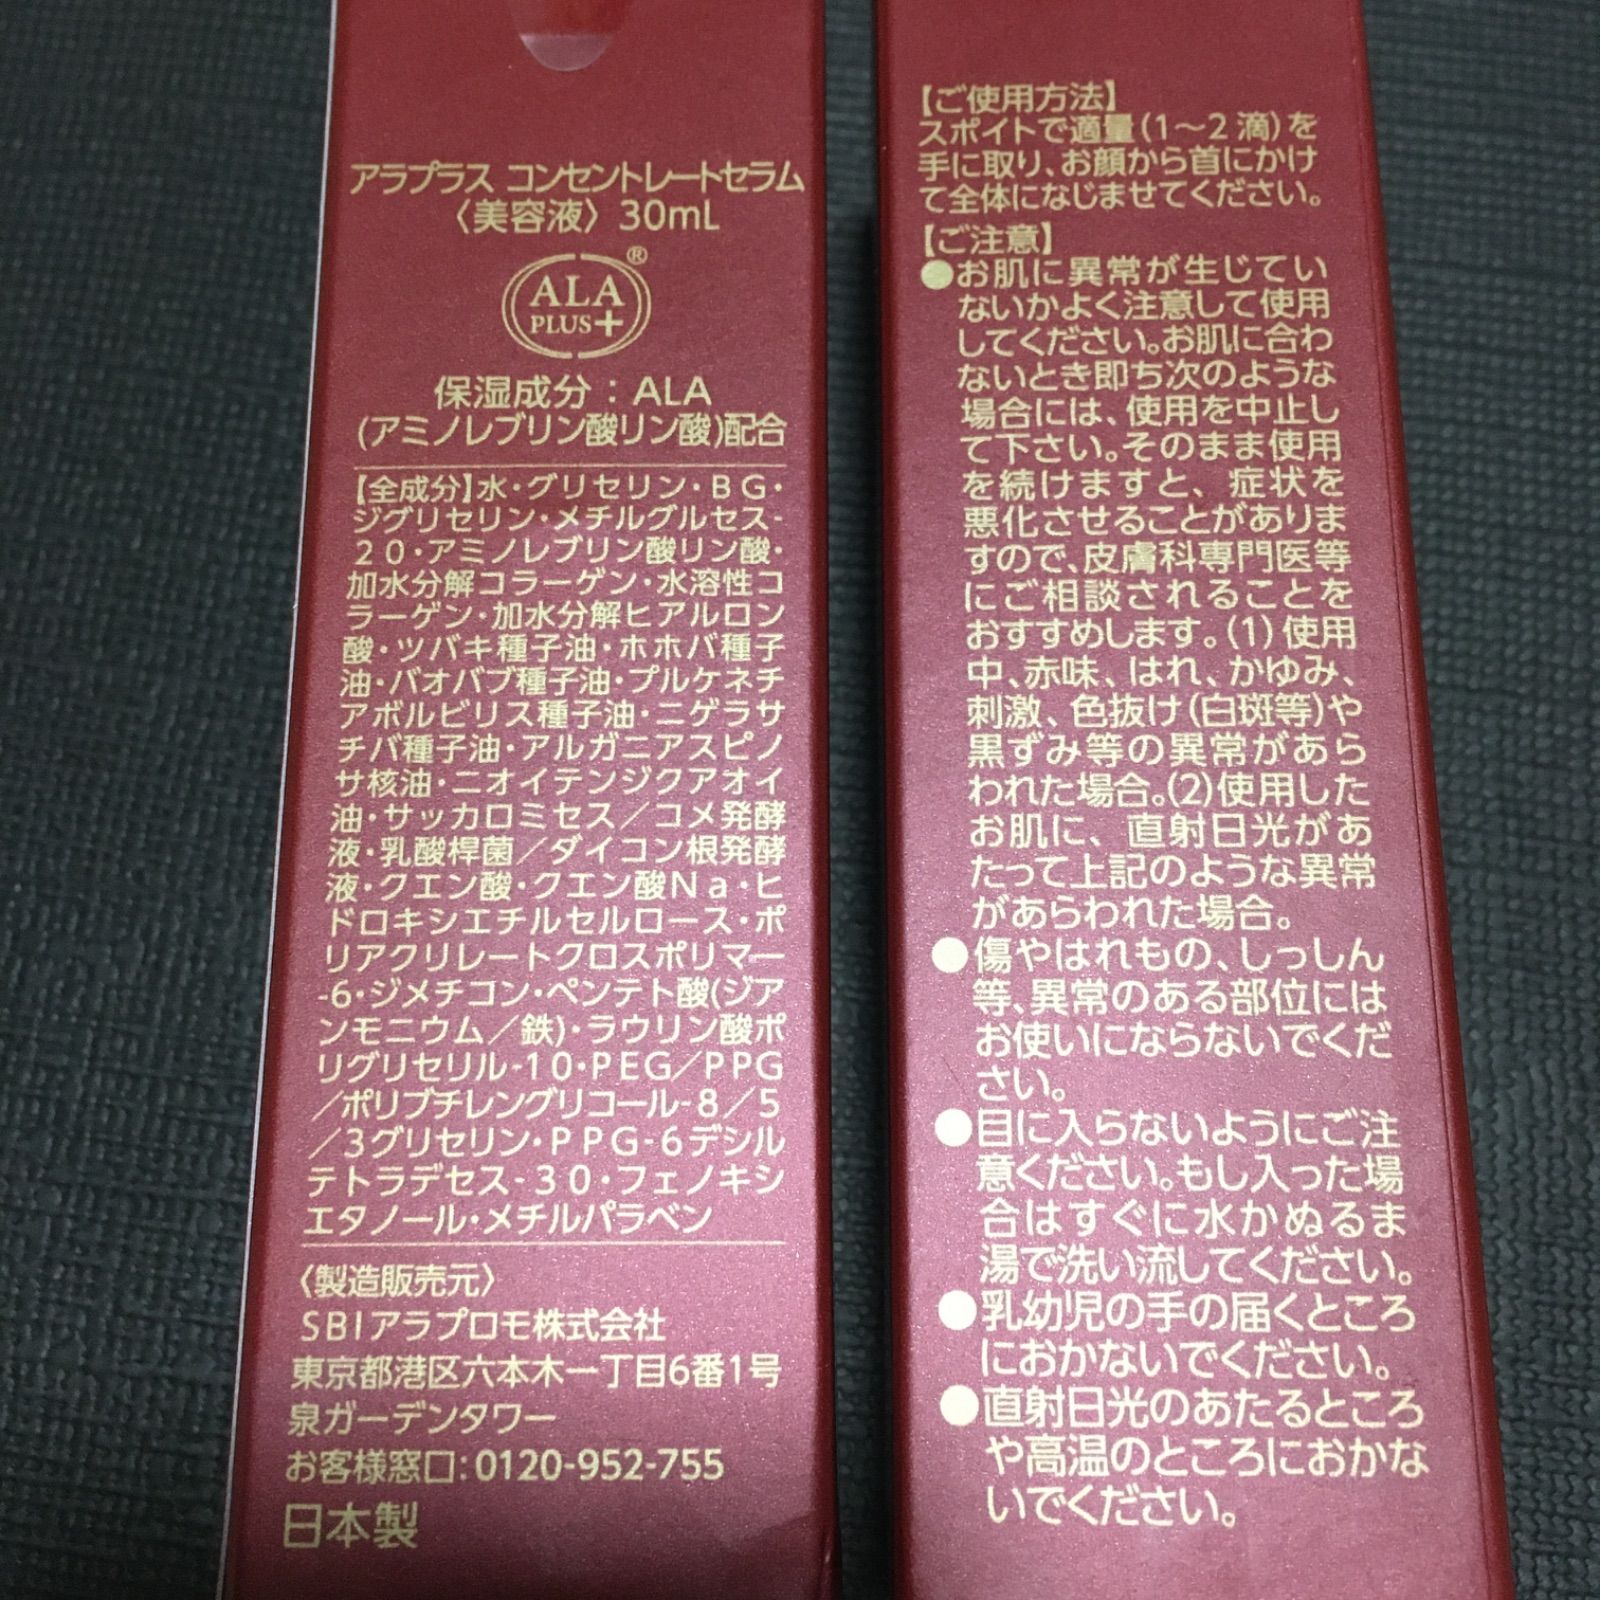 アラプラス コンセントレートセラム
〈美容液〉 30mL
ALA
PLUS+
®
保湿成分：ALA
(アミノレブリン酸リン酸)配合
【全成分】水・グリセリン・BG・
ジグリセリン・メチルグルセス-
20・アミノレブリン酸リン酸・
加水分解コラーゲン・水溶性コ
ラーゲン・加水分解ヒアルロン
酸・ツバキ種子油・ホホバ種子
油・バオバブ種子油・プルケネチ
アボルビリス種子油・ニゲラサ
チバ種子油・アルガニアスピノ
サ核油・ニオイテンジクアオイ
油・サッカロミセス／コメ発酵
液・乳酸桿菌／ダイコン根発酵
液・クエン酸・クエン酸Na・ヒ
ドロキシエチルセルロース・ポ
リアクリレートクロスポリマー
-6・ジメチコン・ペンテト酸(ジア
ンモニウム／鉄)・ラウリン酸ポ
リグリセリル-10・PEG／PPG
／ポリブチレングリコール-8／5
／3グリセリン・PPG-6デシル
テトラデセス-30・フェノキシ
エタノール・メチルパラベン
〈製造販売元〉
SBIアラプロモ株式会社
東京都港区六本木一丁目6番1号
泉ガーデンタワー
お客様窓口：0120-952-755
日本製
【ご使用方法】
スポイトで適量(1～2滴)を
手に取り、お顔から首にかけ
て全体になじませてください。
【ご注意】
●お肌に異常が生じてい
ないかよく注意して使用
してください。お肌に合わ
ないとき即ち次のような
場合には、使用を中止し
て下さい。そのまま使用
を続けますと、症状を
悪化させることがありま
すので、皮膚科専門医等
にご相談されることを
おすすめします。(1)使用
中、赤味、はれ、かゆみ、
刺激、色抜け(白斑等)や
黒ずみ等の異常があら
われた場合。(2)使用した
お肌に、直射日光があ
たって上記のような異常
があらわれた場合。
●傷やはれもの、しっしん
等、異常のある部位には
お使いにならないでくだ
さい。
●目に入らないようにご注
意ください。もし入った場
合はすぐに水かぬるま
湯で洗い流してください。
●乳幼児の手の届くところ
におかないでください。
●直射日光のあたるところ
や高温のところにおかな
いでください。